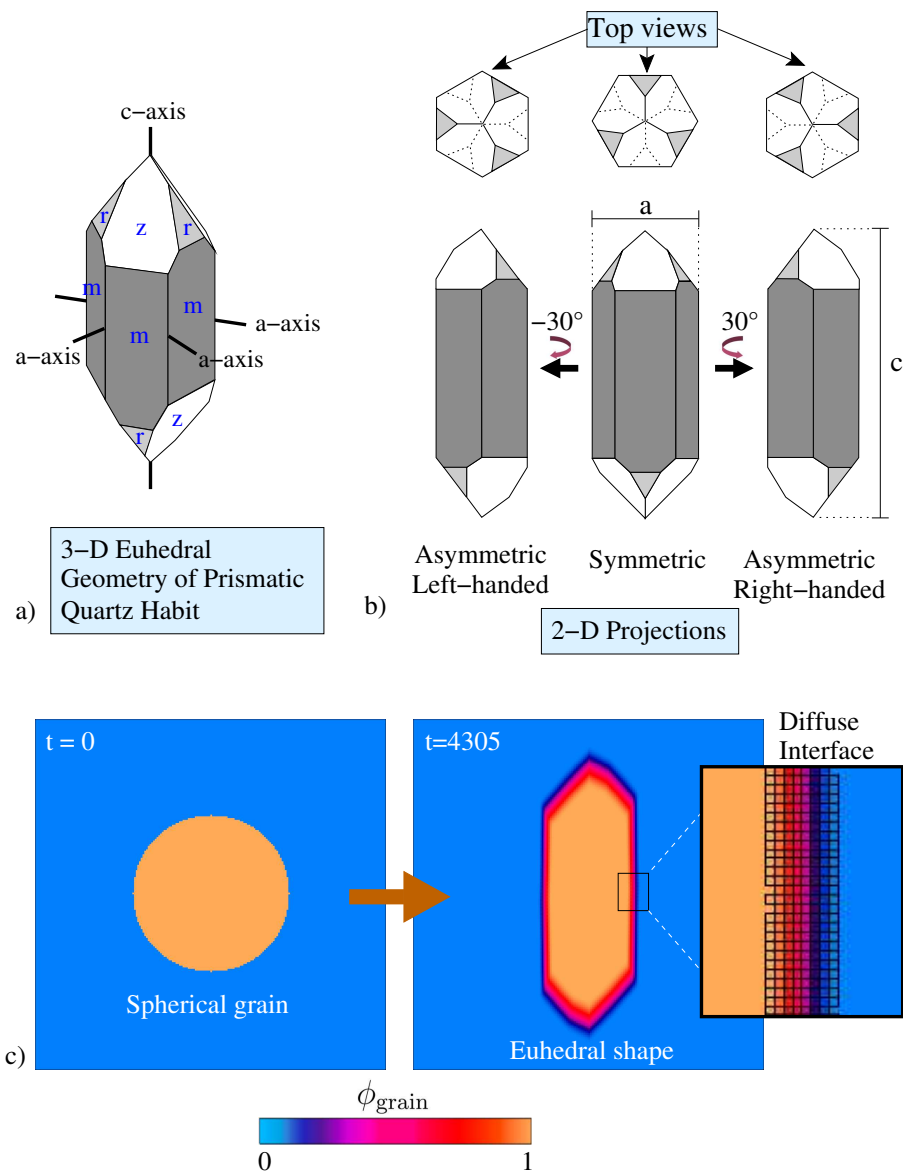 a)
c−axis
r
z
r
m
m
m
a−axis
a−axis
a−axis
r
z
3−D Euhedral
Geometry of Prismatic
Quartz Habit
b)
Top views
a
−30°
30°
c
Asymmetric
Left−handed
Symmetric
Asymmetric
Right−handed
2−D Projections
c)
t = 0
Spherical grain
t=4305
Euhedral shape
Diffuse
Interface
ϕgrain
0
1